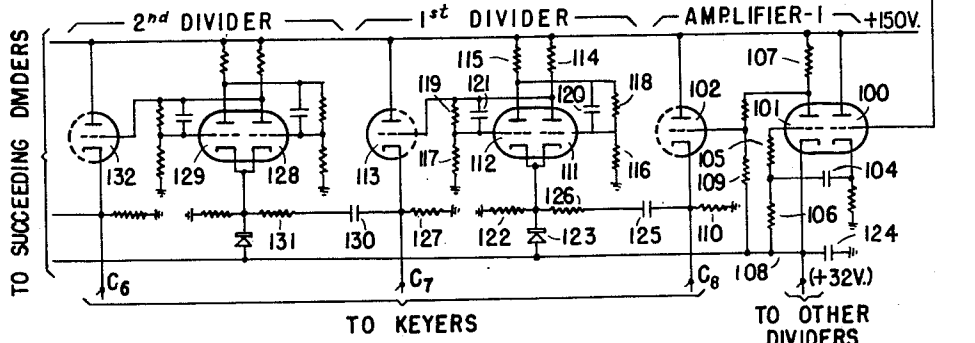 2nd DIVIDER
1st DIVIDER
AMPLIFIER-1
+150V.
TO SUCCEEDING DIVIDERS
115
114
107
100
119
121
120
118
102
101
132
129
128
113
117
112
111
116
105
109
104
126
106
131
130
127
122
123
125
110
124
108
(+32V.)
C6
C7
C8
TO KEYERS
TO OTHER
DIVIDERS